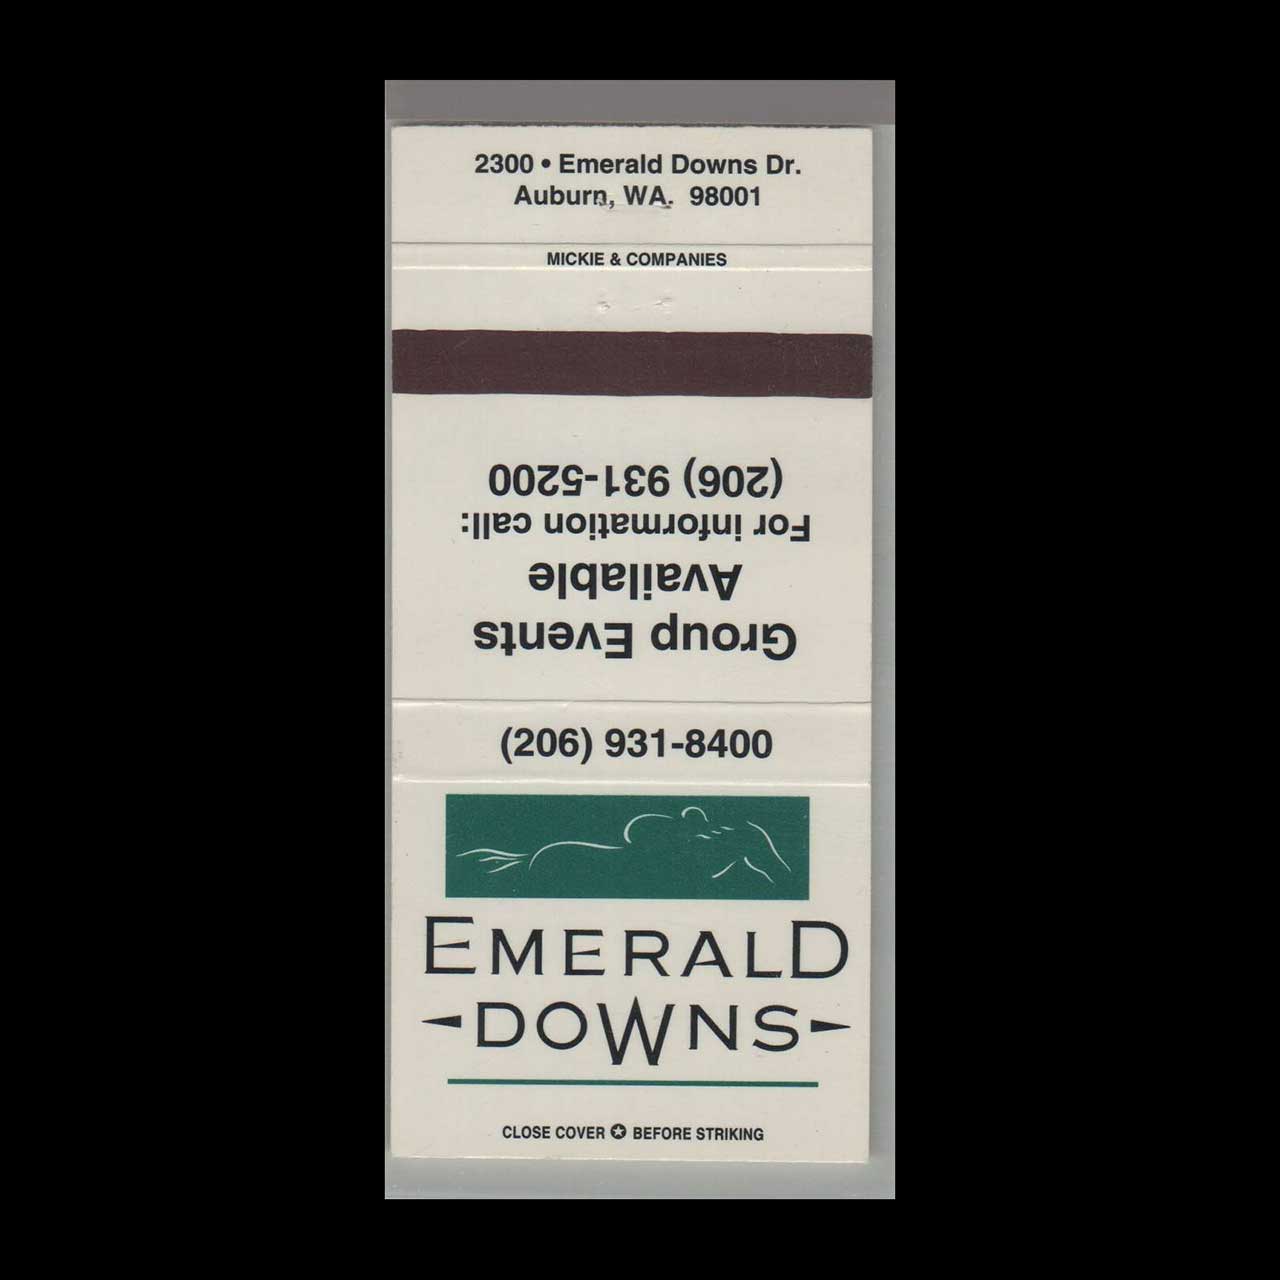 2300 • Emerald Downs Dr.
Auburn, WA. 98001
MICKIE & COMPANIES
Group Events
Available
For information call:
(206) 931-5200
(206) 931-8400
EMERALD
DOWNS
CLOSE COVER ✪ BEFORE STRIKING